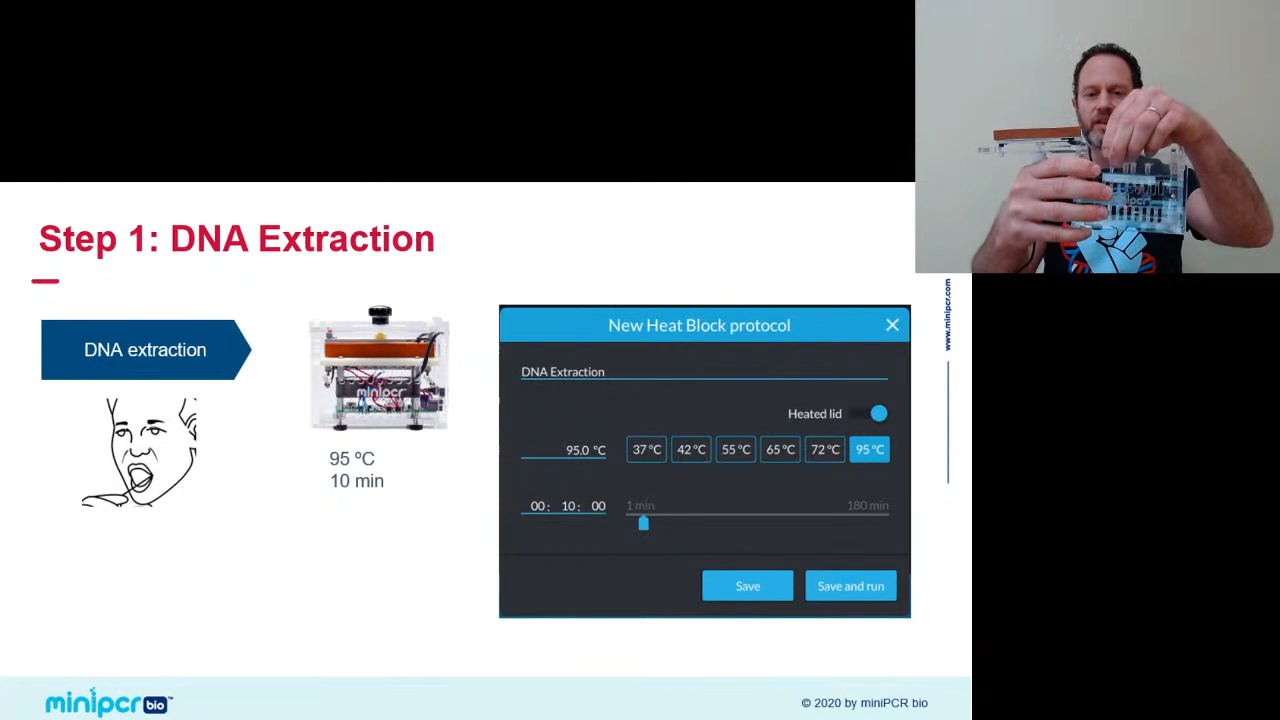 Step 1: DNA Extraction
DNA extraction
minipcr
95 ºC
10 min
New Heat Block protocol
DNA Extraction
Heated lid
95.0 °C
37 °C 42 °C 55 °C 65 °C 72 °C 95 °C
00: 10: 00
1 min 180 min
Save Save and run
www.minipcr.com
minipcr bio™
© 2020 by miniPCR bio